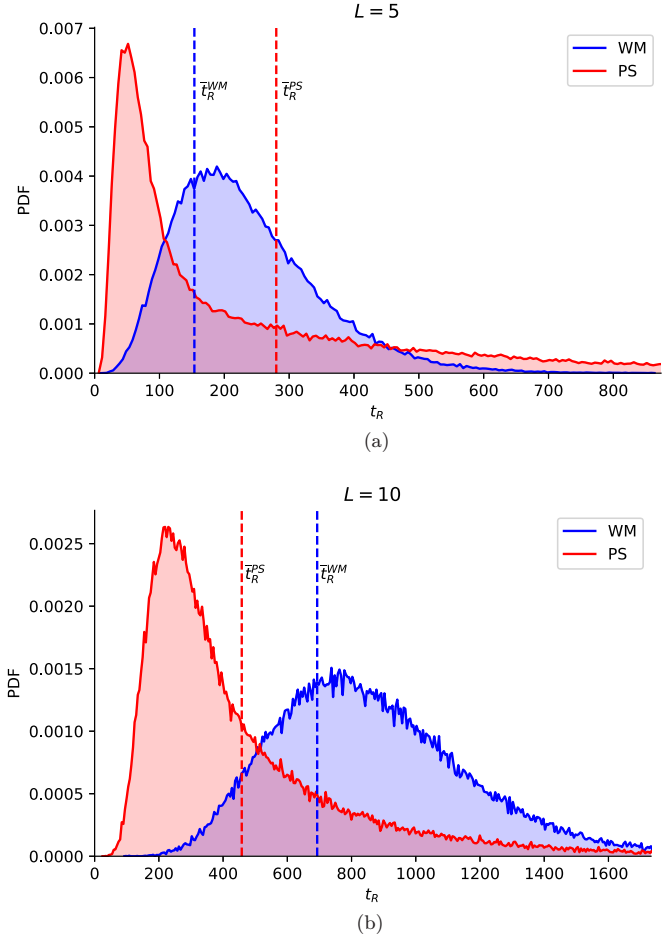 L = 5
0.007
0.006
0.005
0.004
0.003
0.002
0.001
0.000
PDF
t̅_R^WM
t̅_R^PS
WM
PS
0 100 200 300 400 500 600 700 800
t_R
(a)
L = 10
0.0025
0.0020
0.0015
0.0010
0.0005
0.0000
PDF
t̅_R^PS
t̅_R^WM
WM
PS
0 200 400 600 800 1000 1200 1400 1600
t_R
(b)